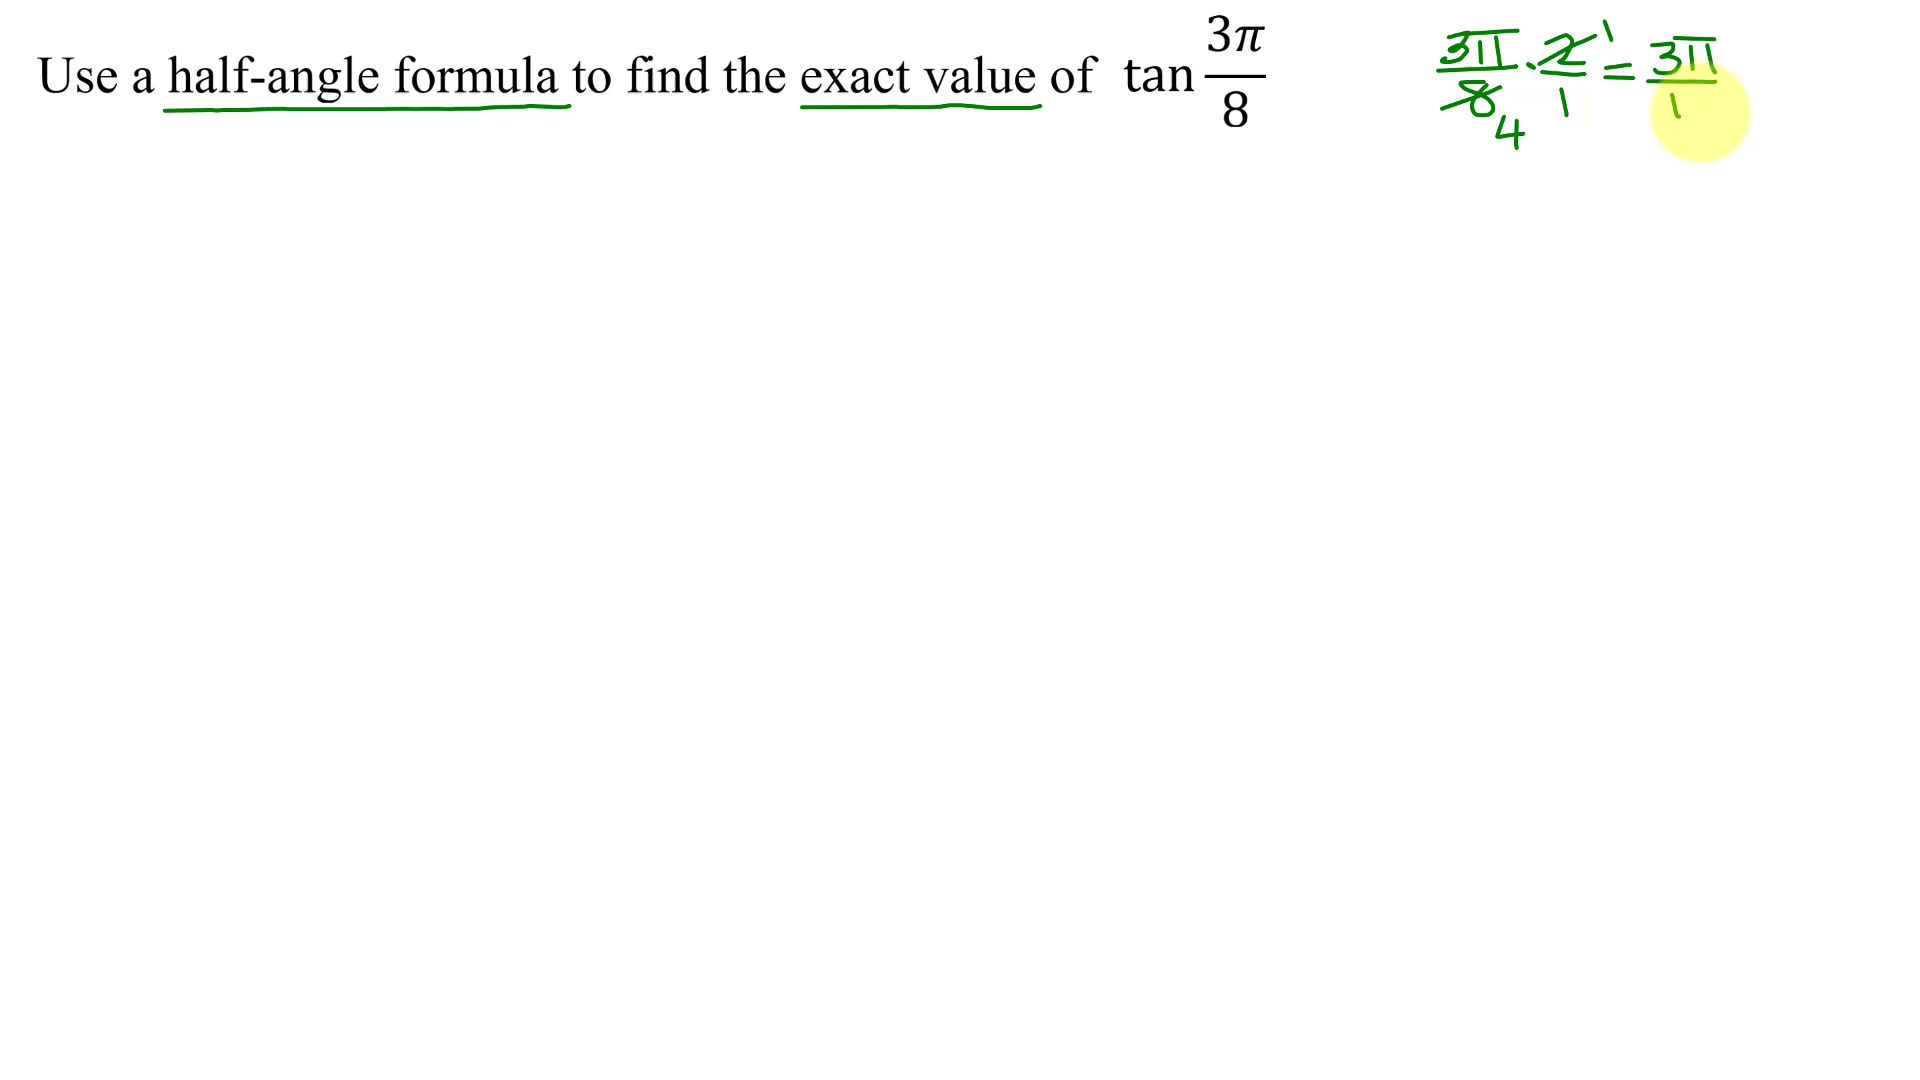 Use a half-angle formula to find the exact value of tan 3π/8
3π/8 4 · 2/1 1 = 3π/